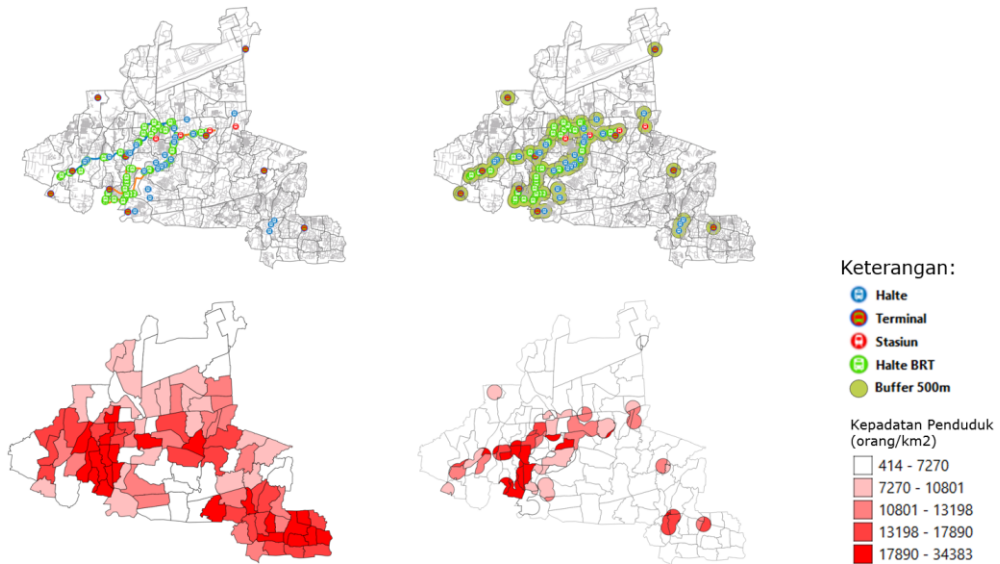 Keterangan:
Halte
Terminal
Stasiun
Halte BRT
Buffer 500m
Kepadatan Penduduk
(orang/km2)
414 - 7270
7270 - 10801
10801 - 13198
13198 - 17890
17890 - 34383